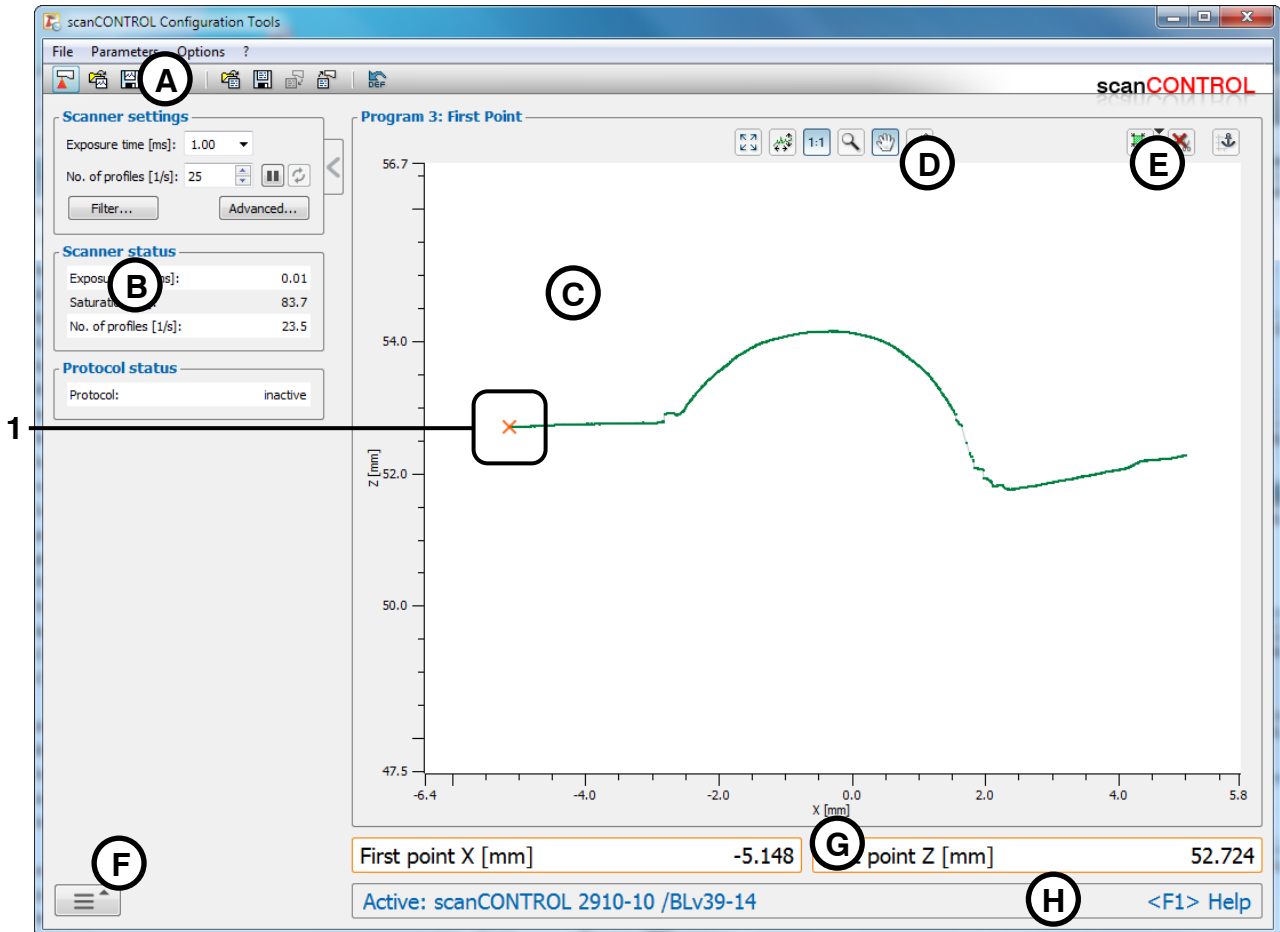 scanCONTROL Configuration Tools
File Parameters Options ?
A
DEF
scanCONTROL
Scanner settings
Exposure time [ms]: 1.00
No. of profiles [1/s]: 25
Filter... Advanced...
Scanner status
0.01
B
83.7
No. of profiles [1/s]: 23.5
Protocol status
Protocol: inactive
1
Program 3: First Point
1:1
D
E
C
56.7
54.0
Z [mm]
52.0
50.0
47.5
-6.4 -4.0 -2.0 0.0 2.0 4.0 5.8
X [mm]
First point X [mm] -5.148
G
point Z [mm] 52.724
F
Active: scanCONTROL 2910-10 /BLv39-14
H
<F1> Help